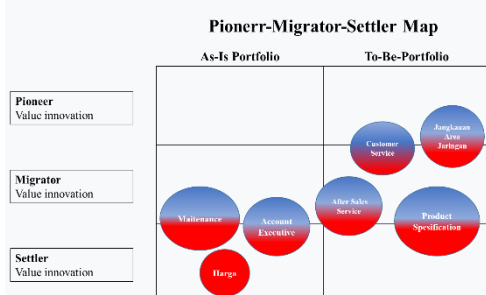 Pionerr-Migrator-Settler Map
As-Is Portfolio
To-Be-Portfolio
Pioneer
Value innovation
Jangkauan
Area
Jaringan
Customer
Service
Migrator
Value innovation
Maitenance
Account
Executive
After Sales
Service
Product
Spesification
Settler
Value innovation
Harga